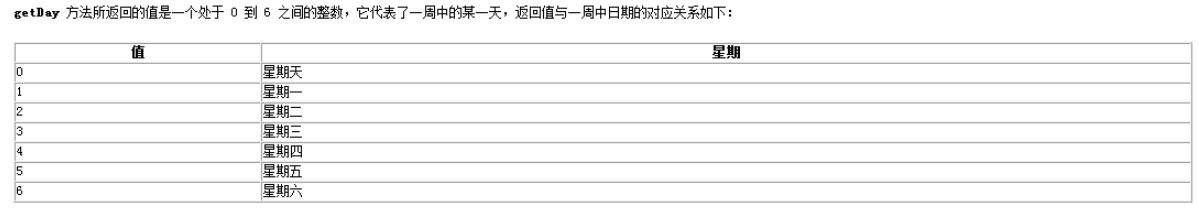 getDay 方法所返回的值是一个处于 0 到 6 之间的整数，它代表了一周中的某一天，返回值与一周中日期的对应关系如下：
值 星期
0 星期天
1 星期一
2 星期二
3 星期三
4 星期四
5 星期五
6 星期六